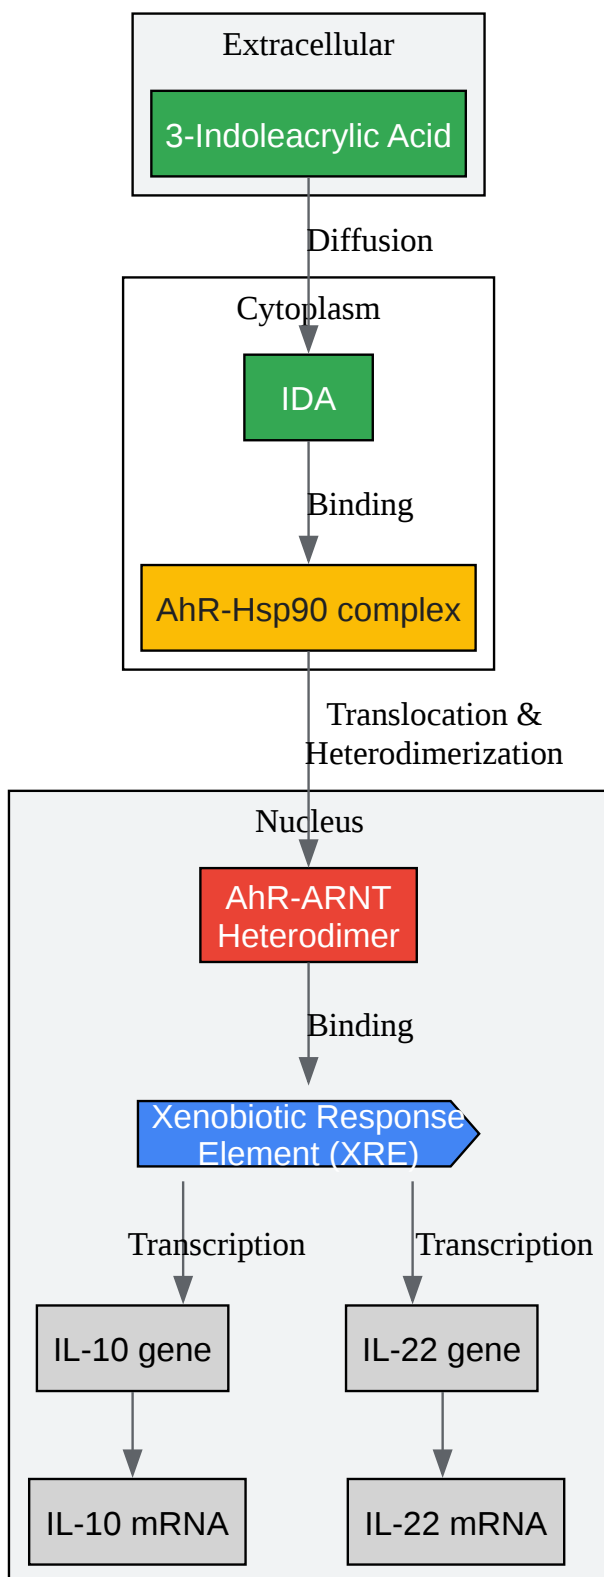 Extracellular
3-Indoleacrylic Acid
Diffusion
Cytoplasm
IDA
Binding
AhR-Hsp90 complex
Translocation &
Heterodimerization
Nucleus
AhR-ARNT
Heterodimer
Binding
Xenobiotic Response
Element (XRE)
Transcription
Transcription
IL-10 gene
IL-22 gene
IL-10 mRNA
IL-22 mRNA